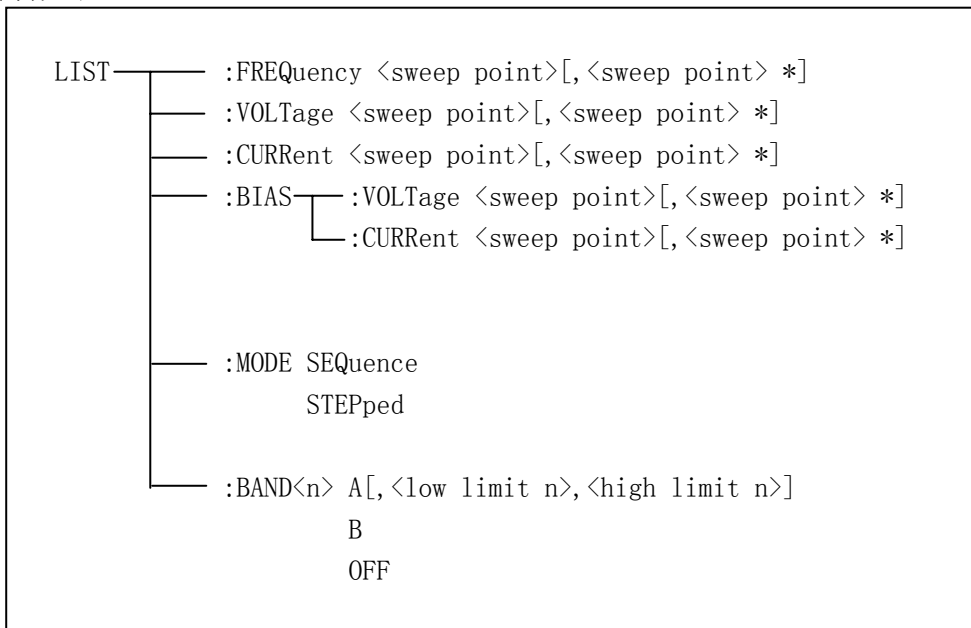 LIST :FREQuency <sweep point>[,<sweep point> *]
:VOLTage <sweep point>[,<sweep point> *]
:CURRent <sweep point>[,<sweep point> *]
:BIAS :VOLTage <sweep point>[,<sweep point> *]
:CURRent <sweep point>[,<sweep point> *]
:MODE SEQuence
STEPped
:BAND<n> A[,<low limit n>,<high limit n>]
B
OFF